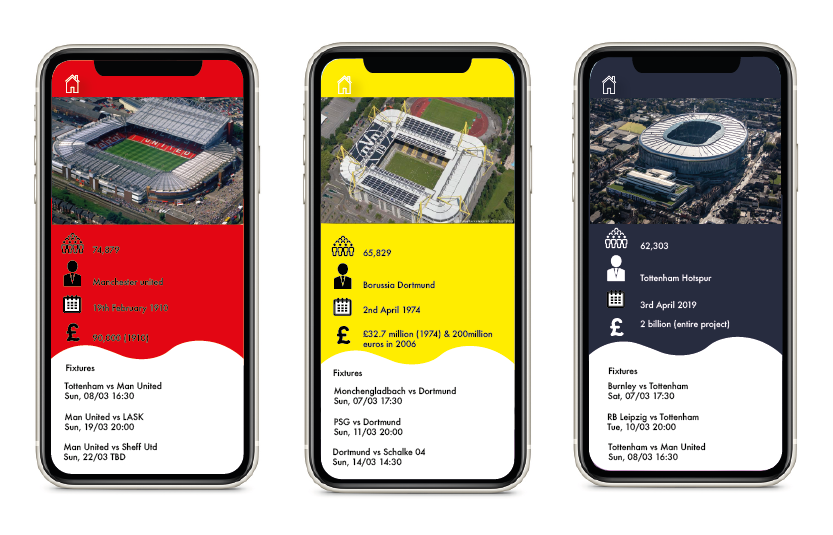 UNITED
74,879
Manchester united
19th February 1910
90,000 (1910)
Fixtures
Tottenham vs Man United
Sun, 08/03 16:30
Man United vs LASK
Sun, 19/03 20:00
Man United vs Sheff Utd
Sun, 22/03 TBD
65,829
Borussia Dortmund
2nd April 1974
£32.7 million (1974) & 200million
euros in 2006
Fixtures
Monchengladbach vs Dortmund
Sun, 07/03 17:30
PSG vs Dortmund
Sun, 11/03 20:00
Dortmund vs Schalke 04
Sun, 14/03 14:30
62,303
Tottenham Hotspur
3rd April 2019
2 billion (entire project)
Fixtures
Burnley vs Tottenham
Sat, 07/03 17:30
RB Leipzig vs Tottenham
Tue, 10/03 20:00
Tottenham vs Man United
Sun, 08/03 16:30